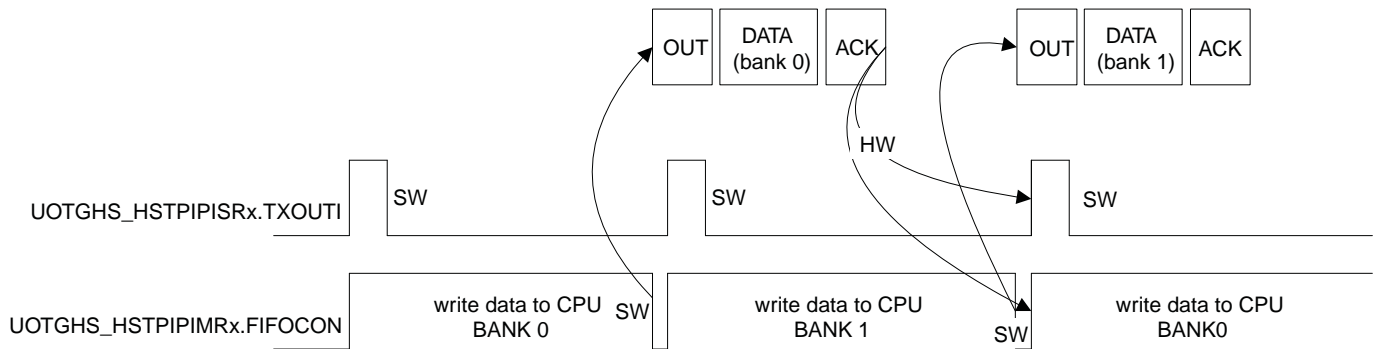 OUT DATA (bank 0) ACK OUT DATA (bank 1) ACK
HW
UOTGHS_HSTPIPISRx.TXOUTI SW SW SW
UOTGHS_HSTPIPIMRx.FIFOCON write data to CPU BANK 0 SW write data to CPU BANK 1 SW write data to CPU BANK0